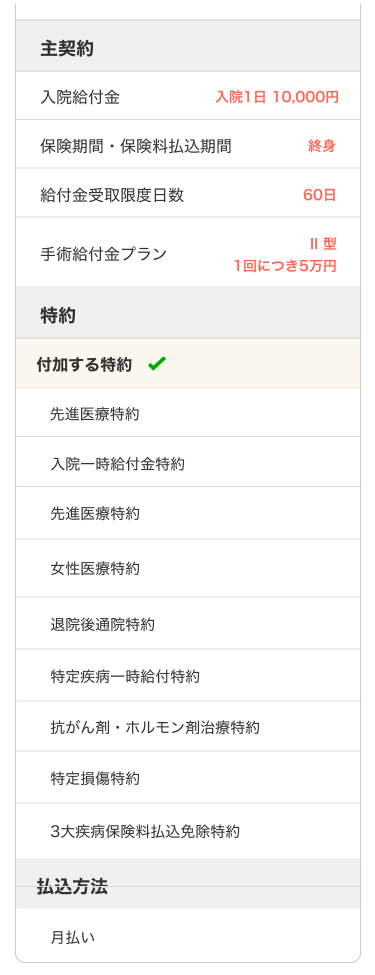 主契約
入院給付金 入院1日 10,000円
保険期間・保険料払込期間 終身
給付金受取限度日数 60日
手術給付金プラン II 型
1回につき5万円
特約
付加する特約
先進医療特約
入院一時給付金特約
先進医療特約
女性医療特約
退院後通院特約
特定疾病一時給付特約
抗がん剤・ホルモン剤治療特約
特定損傷特約
3大疾病保険料払込免除特約
払込方法
月払い